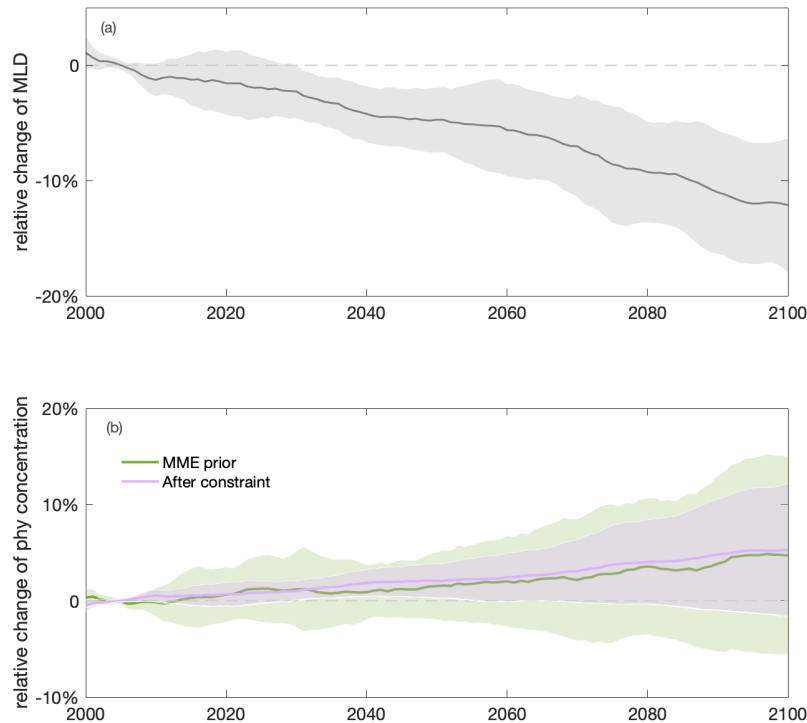 (a)
relative change of MLD
0
-10%
-20%
2000 2020 2040 2060 2080 2100
(b)
relative change of phy concentration
20%
MME prior
After constraint
10%
0
-10%
2000 2020 2040 2060 2080 2100